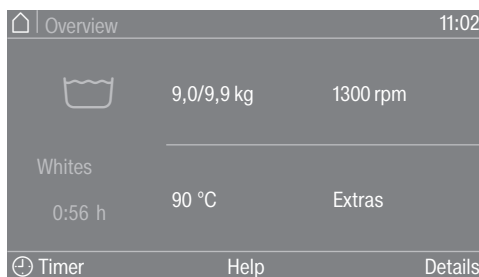 Overview 11:02
9,0/9,9 kg 1300 rpm
Whites
0:56 h
90 °C Extras
Timer Help Details